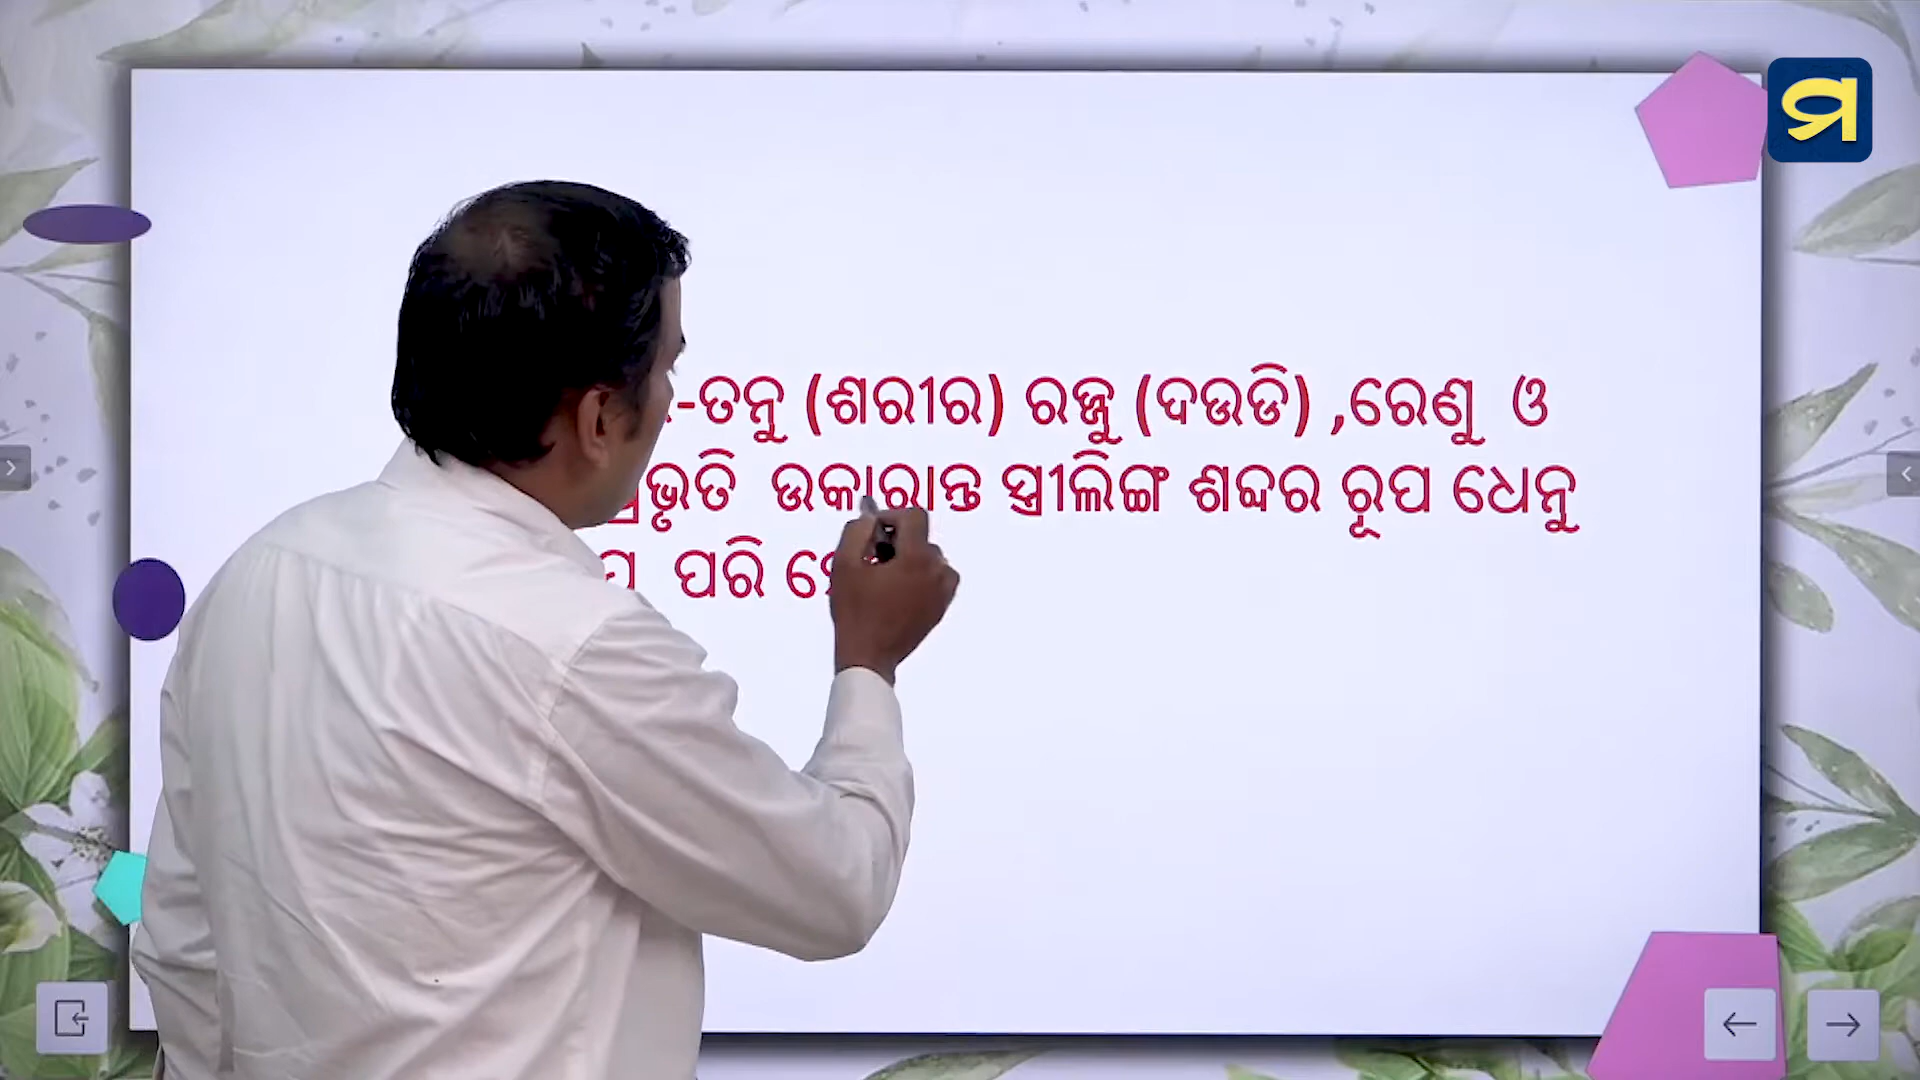 ମ
-ତନୁ (ଶରୀର) ରଜ୍ଜୁ (ଦଉଡି) ,ରେଣୁ ଓ
ପ୍ରଭୃତି ଉକାରାନ୍ତ ସ୍ତ୍ରୀଲିଙ୍ଗ ଶବ୍ଦର ରୂପ ଧେନୁ
ପରି